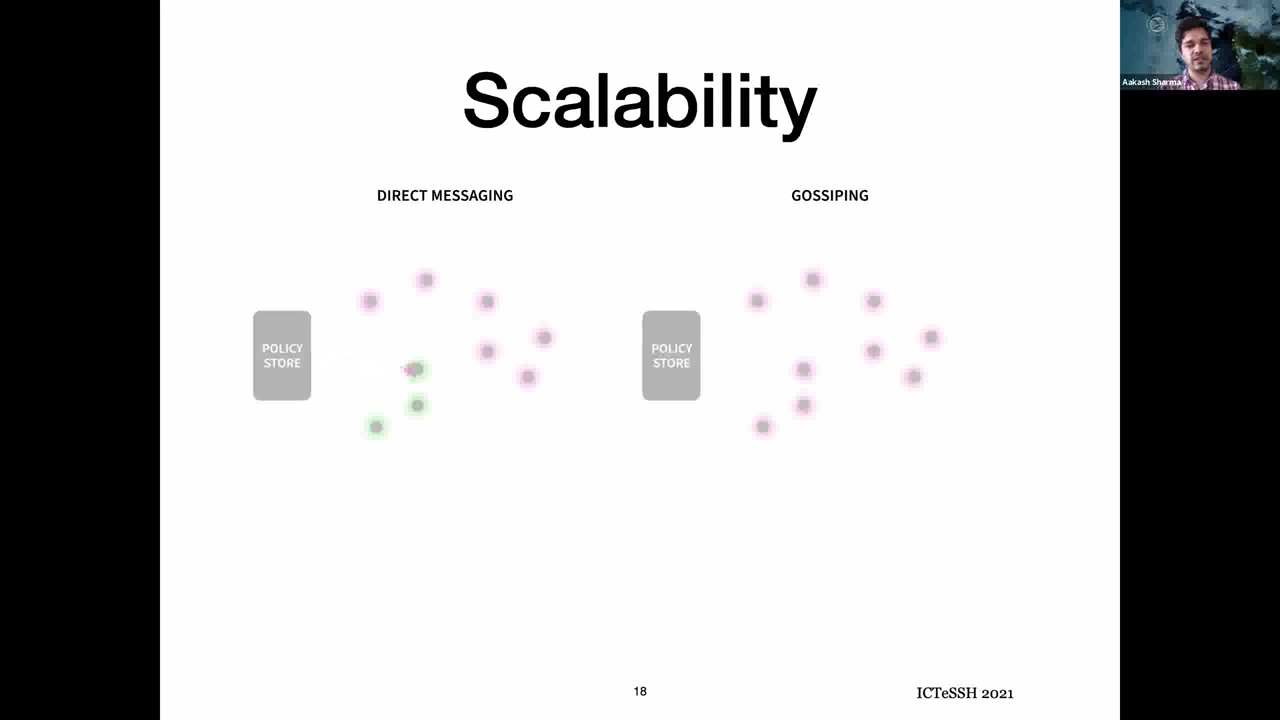 Scalability
Aakash Sharma
DIRECT MESSAGING
GOSSIPING
POLICY
STORE
POLICY
STORE
18
ICTeSSH 2021